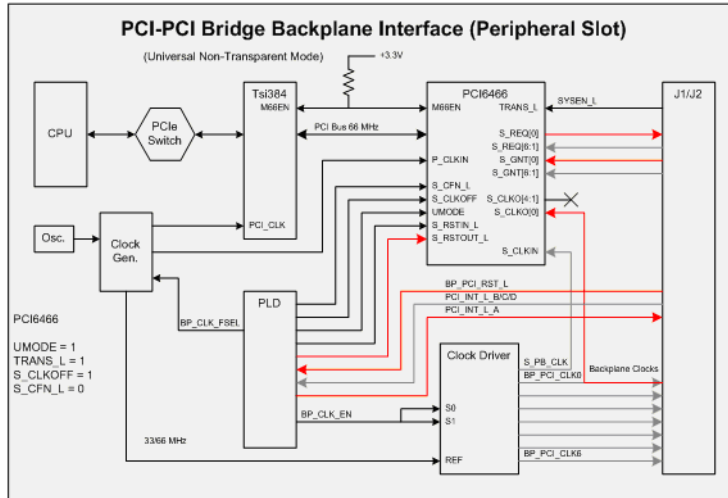 PCI-PCI Bridge Backplane Interface (Peripheral Slot)
(Universal Non-Transparent Mode)
+3.3V
Tsi384
PCI6466
J1/J2
M66EN
M66EN
TRANS_L
SYSEN_L
CPU
PCIe
Switch
PCI Bus 66 MHz
S_REQ[0]
S_REQ[6:1]
P_CLKIN
S_GNT[0]
S_GNT[6:1]
S_CFN_L
S_CLKOFF
S_CLKO[4:1]
UMODE
S_CLKO[0]
PCI_CLK
S_RSTIN_L
S_RSTOUT_L
S_CLKIN
Osc.
Clock
Gen.
BP_PCI_RST_L
PLD
PCI_INT_L_B/C/D
BP_CLK_FSEL
PCI_INT_L_A
PCI6466
UMODE = 1
TRANS_L = 1
S_CLKOFF = 1
S_CFN_L = 0
Clock Driver
S_PB_CLK
BP_PCI_CLK0
Backplane Clocks
BP_CLK_EN
S0
S1
33/66 MHz
REF
BP_PCI_CLK6